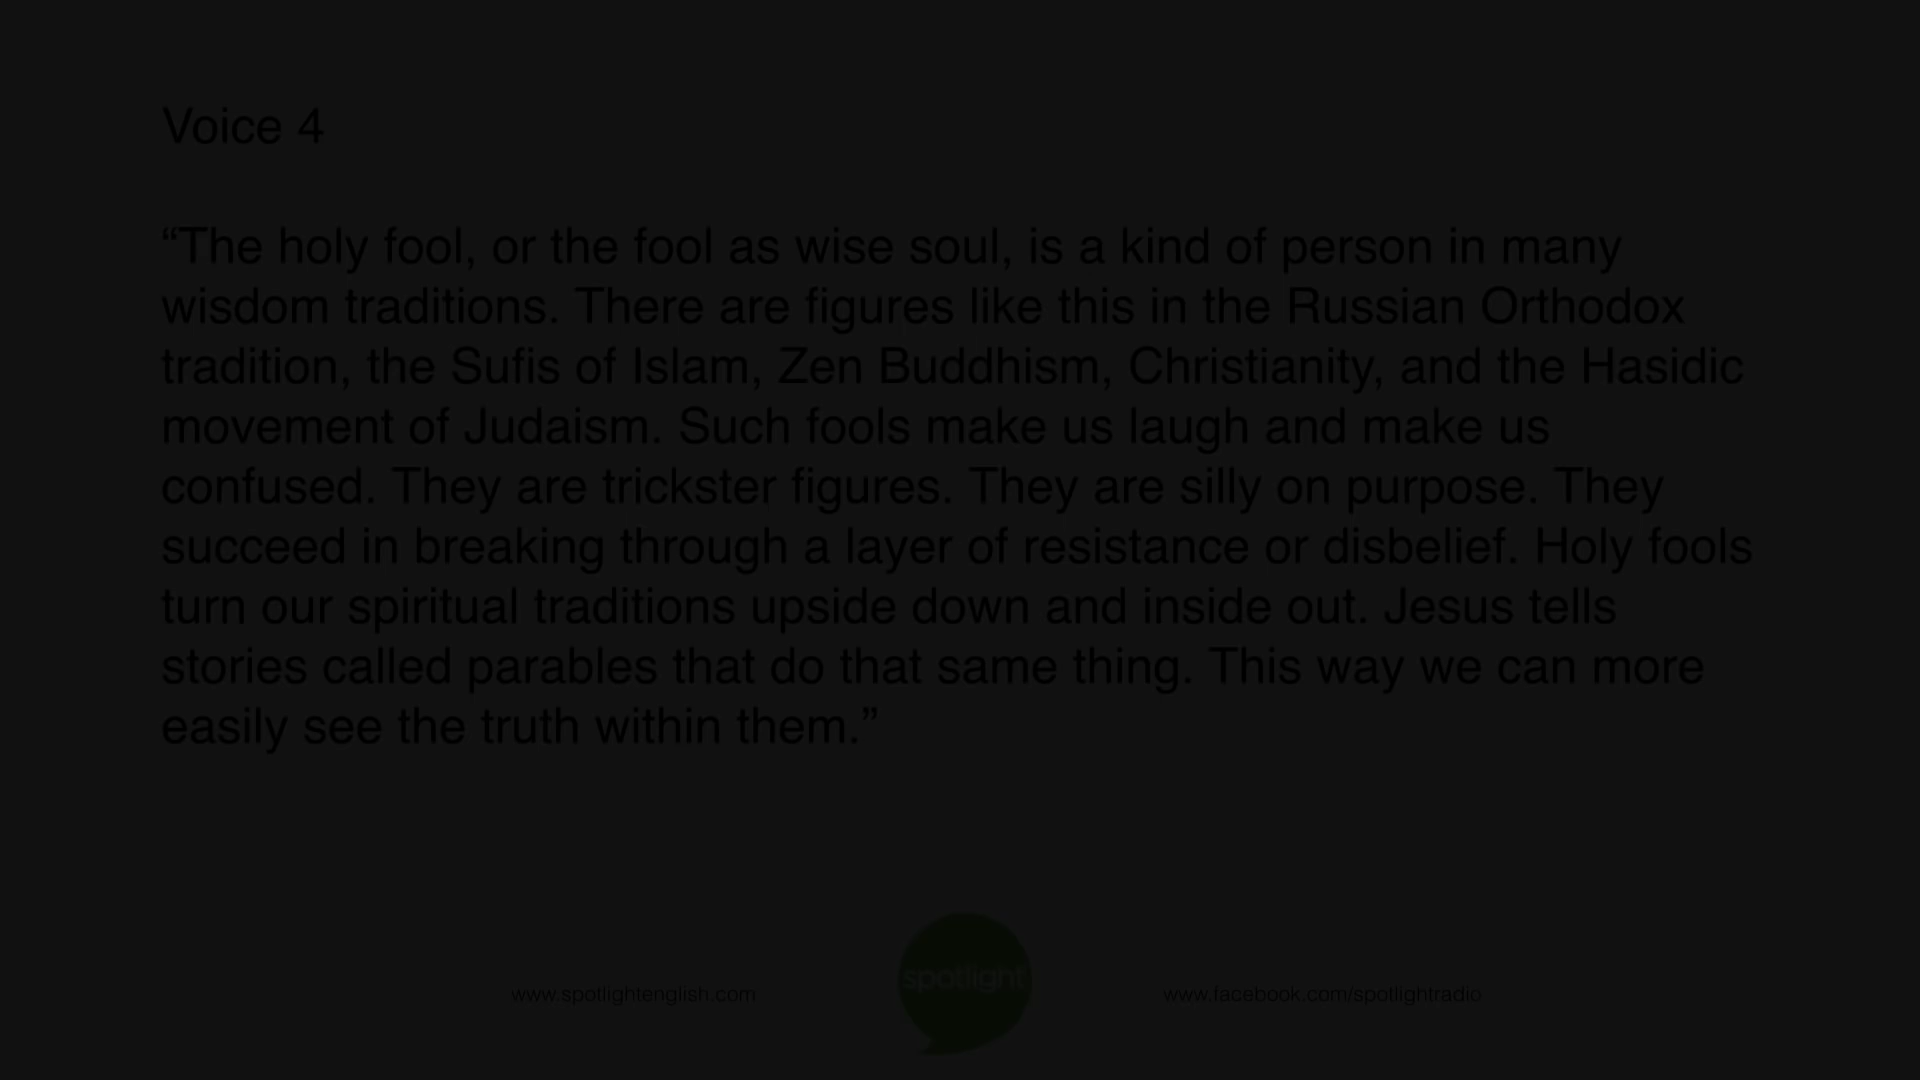 Voice 4
“The holy fool, or the fool as wise soul, is a kind of person in many
wisdom traditions. There are figures like this in the Russian Orthodox
tradition, the Sufis of Islam, Zen Buddhism, Christianity, and the Hasidic
movement of Judaism. Such fools make us laugh and make us
confused. They are trickster figures. They are silly on purpose. They
succeed in breaking through a layer of resistance or disbelief. Holy fools
turn our spiritual traditions upside down and inside out. Jesus tells
stories called parables that do that same thing. This way we can more
easily see the truth within them.”
spotlight
www.spotlightenglish.com
www.facebook.com/spotlightradio